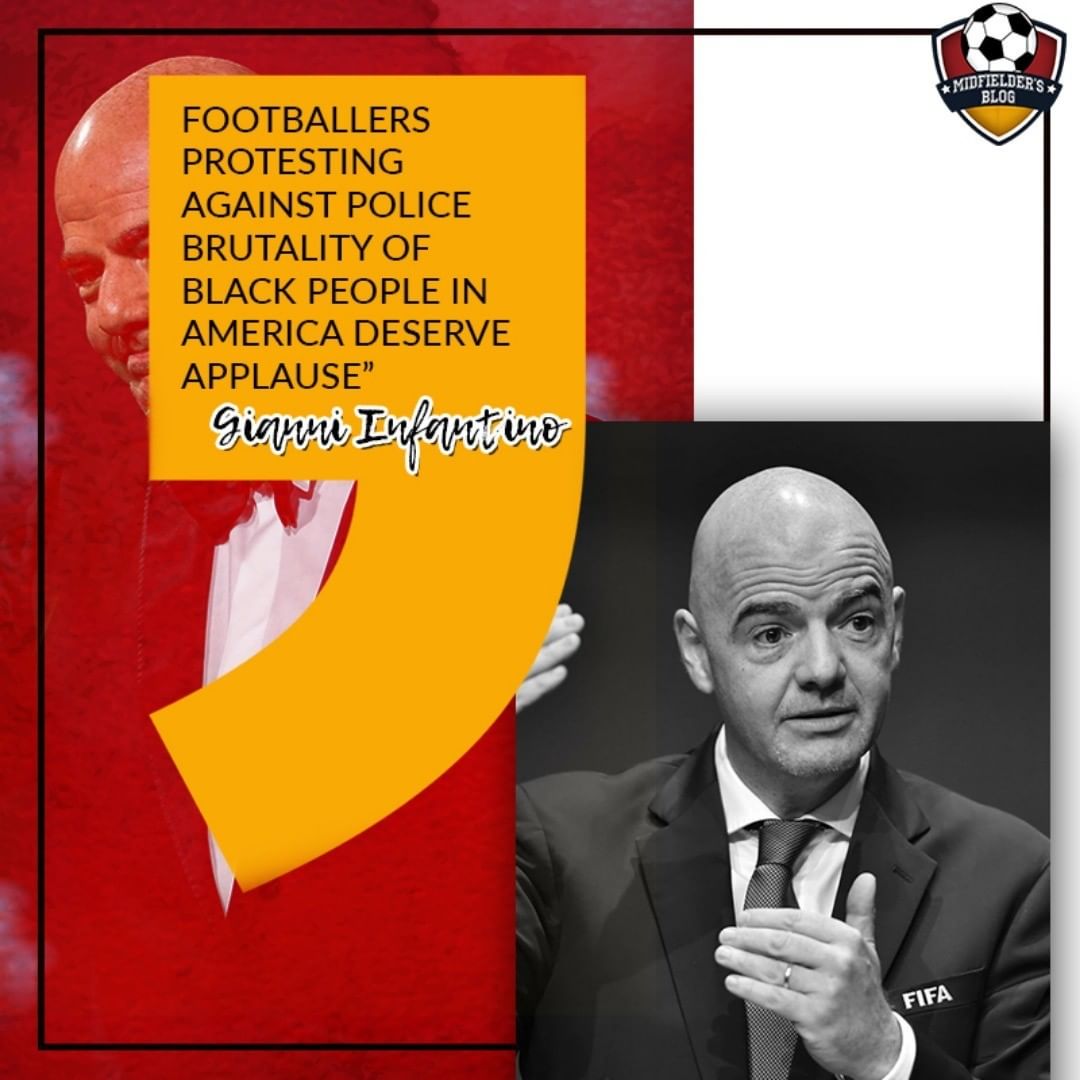 MIDFIELDER'S
BLOG
FOOTBALLERS
PROTESTING
AGAINST POLICE
BRUTALITY OF
BLACK PEOPLE IN
AMERICA DESERVE
APPLAUSE”
Gianni Infantino
FIFA